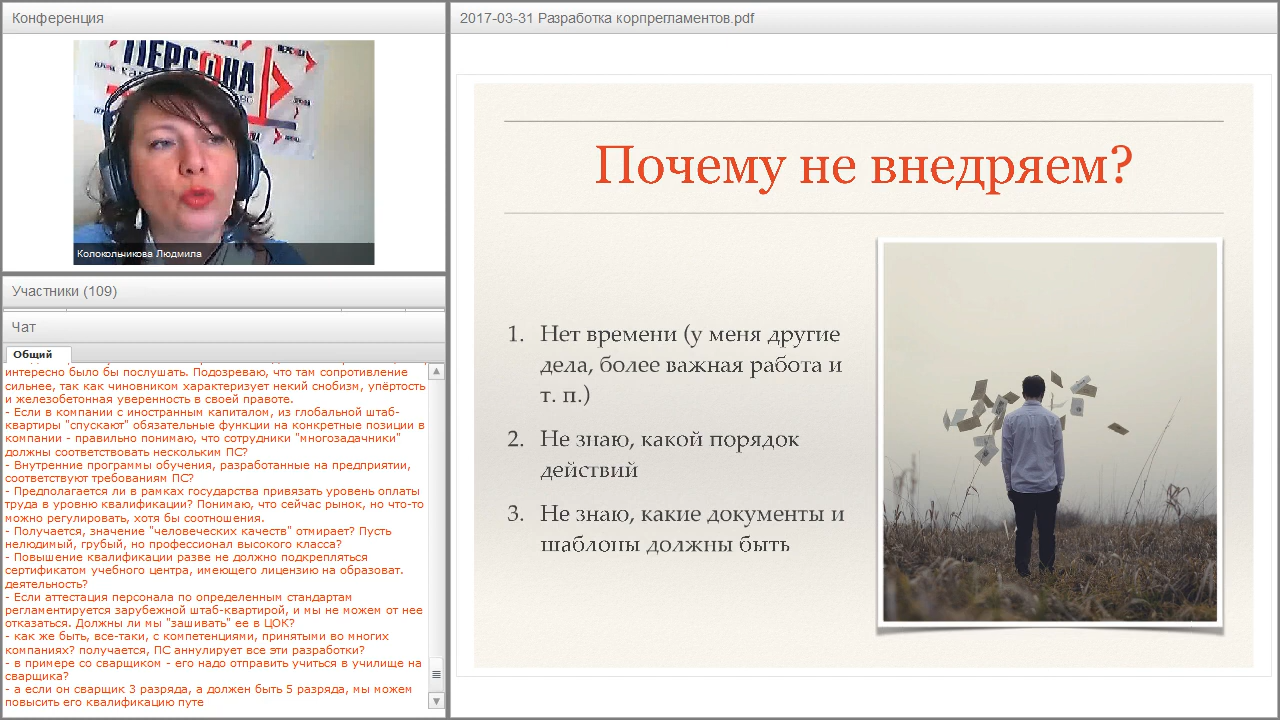 Конференция
ПЕРСОНА
Колокольчикова Людмила
Участники (109)
Чат
Общий
интересно было бы послушать. Подозреваю, что там сопротивление
сильнее, так как чиновником характеризует некий снобизм, упёртость
и железобетонная уверенность в своей правоте.
- Если в компании с иностранным капиталом, из глобальной штаб-
квартиры "спускают" обязательные функции на конкретные позиции в
компании - правильно понимаю, что сотрудники "многозадачники"
должны соответствовать нескольким ПС?
- Внутренние программы обучения, разработанные на предприятии,
соответствуют требованиям ПС?
- Предполагается ли в рамках государства привязать уровень оплаты
труда в уровню квалификации? Понимаю, что сейчас рынок, но что-то
можно регулировать, хотя бы соотношения.
- Получается, значение "человеческих качеств" отмирает? Пусть
нелюдимый, грубый, но профессионал высокого класса?
- Повышение квалификации разве не должно подкрепляться
сертификатом учебного центра, имеющего лицензию на образоват.
деятельность?
- Если аттестация персонала по определенным стандартам
регламентируется зарубежной штаб-квартирой, и мы не можем от нее
отказаться. Должны ли мы "зашивать" ее в ЦОК?
- как же быть, все-таки, с компетенциями, принятыми во многих
компаниях? получается, ПС аннулирует все эти разработки?
- в примере со сварщиком - его надо отправить учиться в училище на
сварщика?
- а если он сварщик 3 разряда, а должен быть 5 разряда, мы можем
повысить его квалификацию путе
2017-03-31 Разработка корпрегламентов.pdf
Почему не внедряем?
1. Нет времени (у меня другие
дела, более важная работа и
т. п.)
2. Не знаю, какой порядок
действий
3. Не знаю, какие документы и
шаблоны должны быть